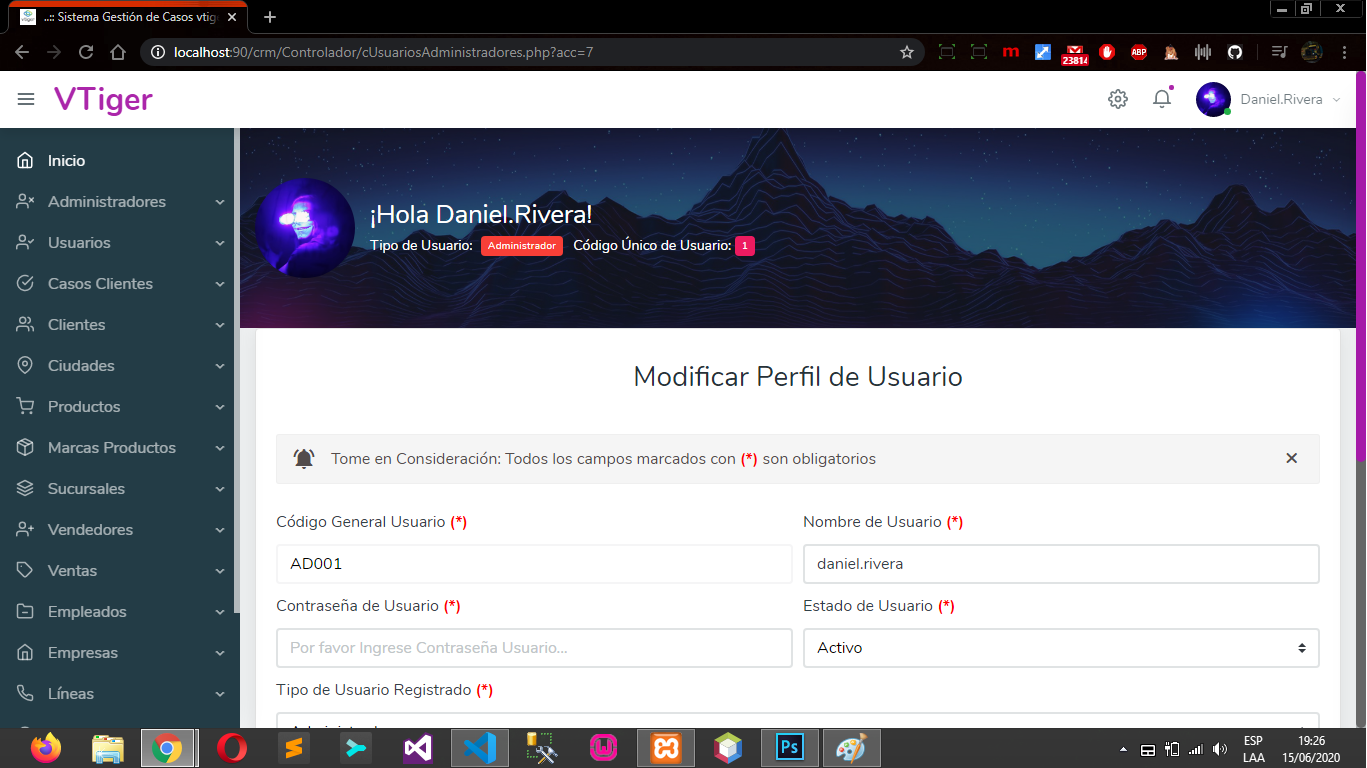 ..:: Sistema Gestión de Casos vtig
localhost:90/crm/Controlador/cUsuariosAdministradores.php?acc=7
m
23814
ABP
VTiger
Daniel.Rivera
Inicio
Administradores
Usuarios
Casos Clientes
Clientes
Ciudades
Productos
Marcas Productos
Sucursales
Vendedores
Ventas
Empleados
Empresas
Líneas
¡Hola Daniel.Rivera!
Tipo de Usuario: Administrador Código Único de Usuario: 1
Modificar Perfil de Usuario
Tome en Consideración: Todos los campos marcados con (*) son obligatorios
Código General Usuario (*)
Nombre de Usuario (*)
AD001
daniel.rivera
Contraseña de Usuario (*)
Estado de Usuario (*)
Por favor Ingrese Contraseña Usuario...
Activo
Tipo de Usuario Registrado (*)
Ps
ESP
LAA
19:26
15/06/2020